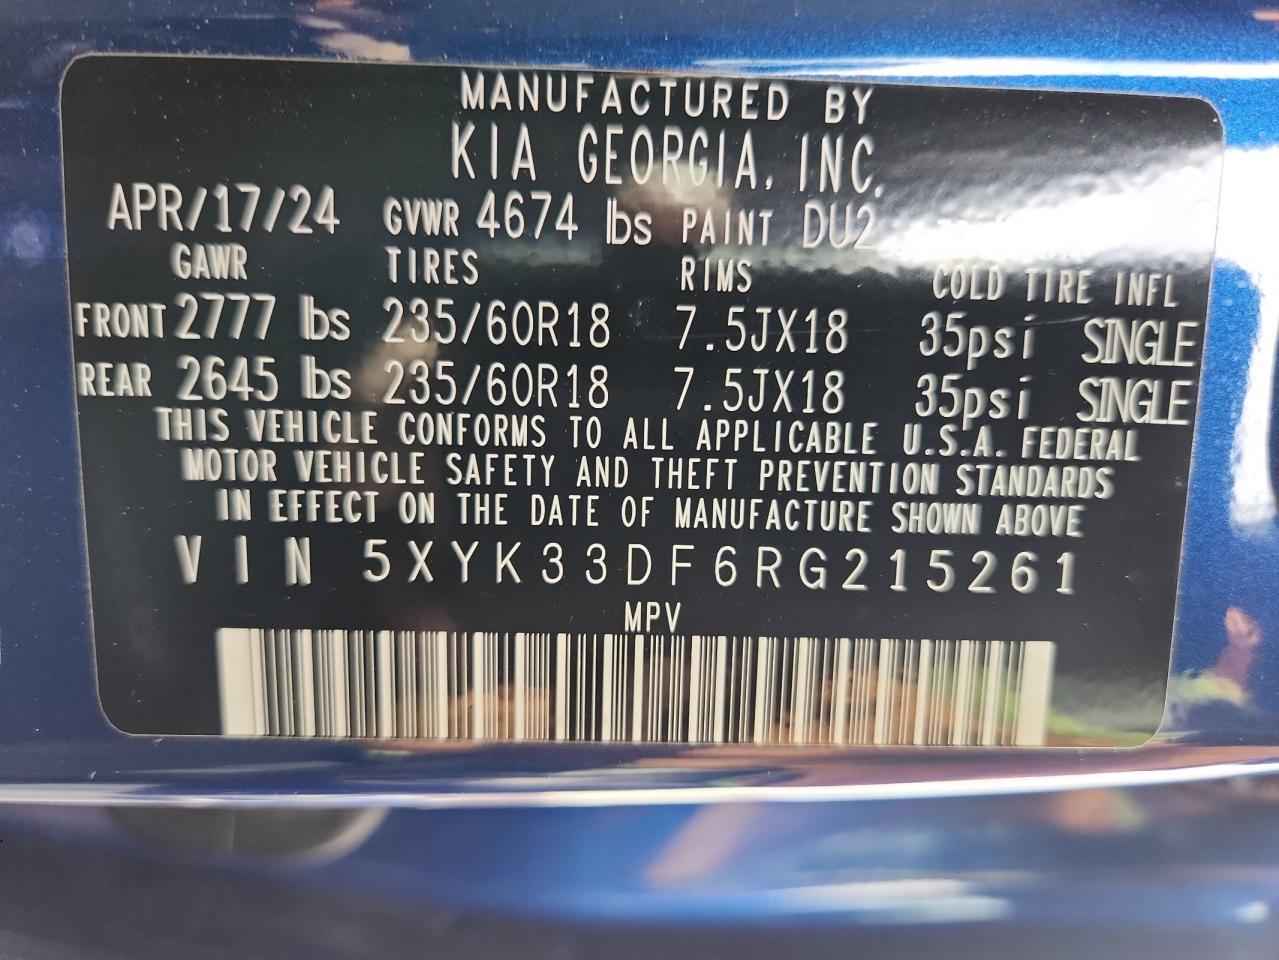 MANUFACTURED BY
KIA GEORGIA, INC.
APR/17/24 GVWR 4674 lbs PAINT DU2
GAWR TIRES RIMS COLD TIRE INFL
FRONT 2777 lbs 235/60R18 7.5JX18 35psi SINGLE
REAR 2645 lbs 235/60R18 7.5JX18 35psi SINGLE
THIS VEHICLE CONFORMS TO ALL APPLICABLE U.S.A. FEDERAL
MOTOR VEHICLE SAFETY AND THEFT PREVENTION STANDARDS
IN EFFECT ON THE DATE OF MANUFACTURE SHOWN ABOVE
VIN 5XYK33DF6RG215261
MPV